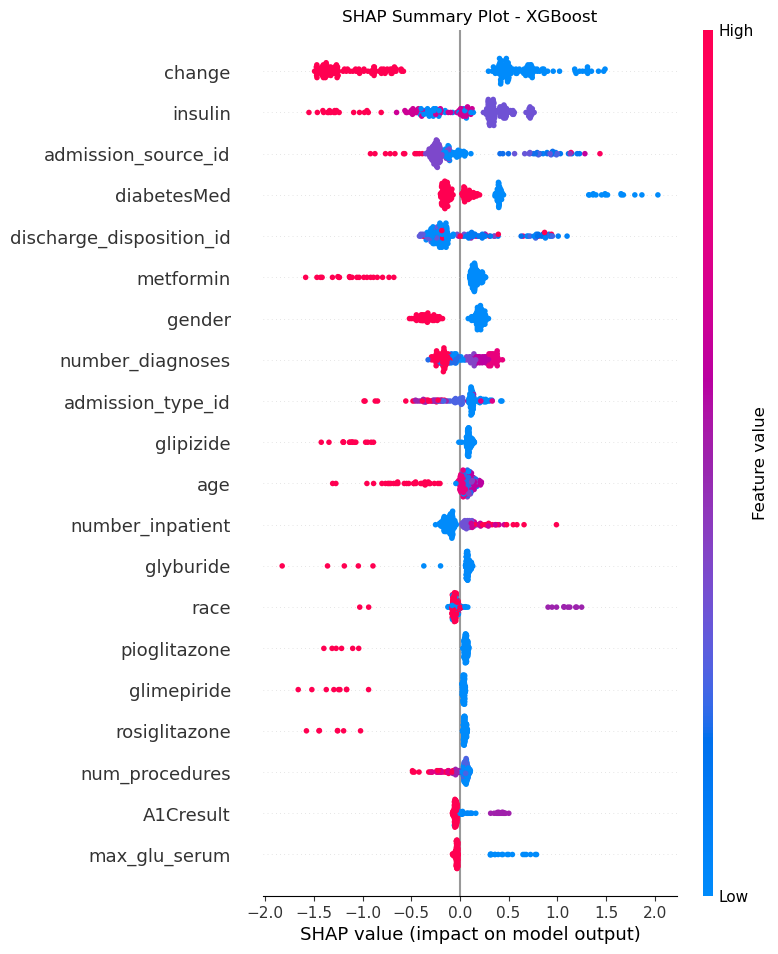 SHAP Summary Plot - XGBoost
High
change
insulin
admission_source_id
diabetesMed
discharge_disposition_id
metformin
gender
number_diagnoses
admission_type_id
glipizide
age
number_inpatient
glyburide
race
pioglitazone
glimepiride
rosiglitazone
num_procedures
A1Cresult
max_glu_serum
Feature value
Low
−2.0 −1.5 −1.0 −0.5 0.0 0.5 1.0 1.5 2.0
SHAP value (impact on model output)